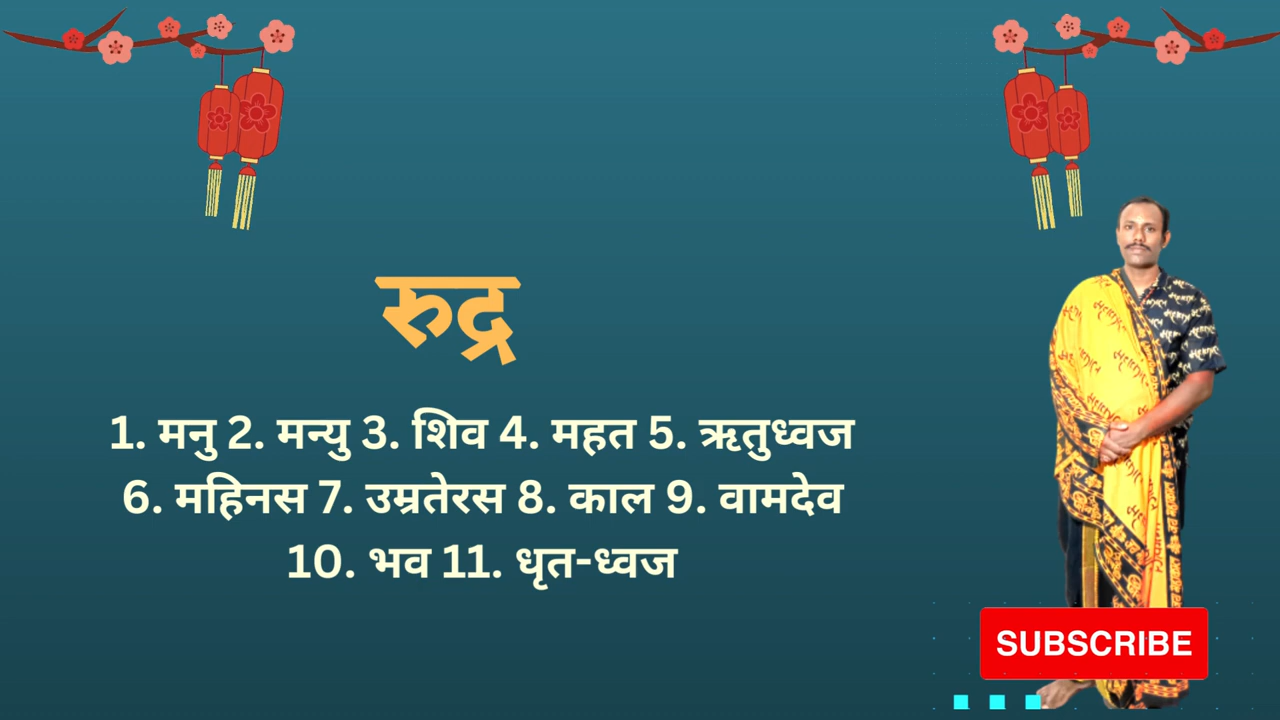 रुद्र
1. मनु 2. मन्यु 3. शिव 4. महत 5. ऋतुध्वज
6. महिनस 7. उम्रतेरस 8. काल 9. वामदेव
10. भव 11. धृत-ध्वज
SUBSCRIBE